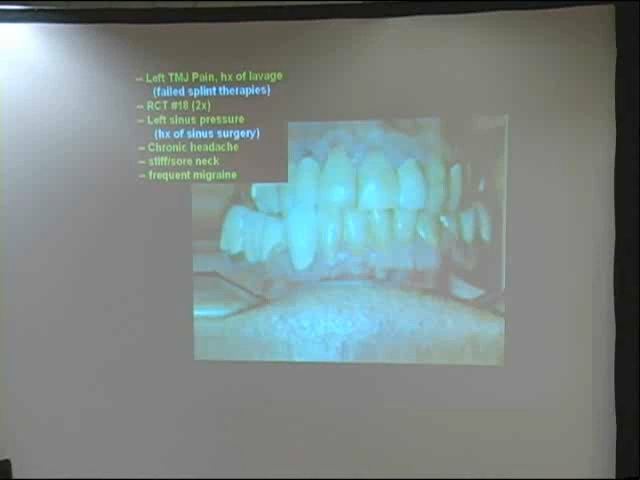 – Left TMJ Pain, hx of lavage
(failed splint therapies)
– RCT #18 (2x)
– Left sinus pressure
(hx of sinus surgery)
– Chronic headache
– stiff/sore neck
– frequent migraine